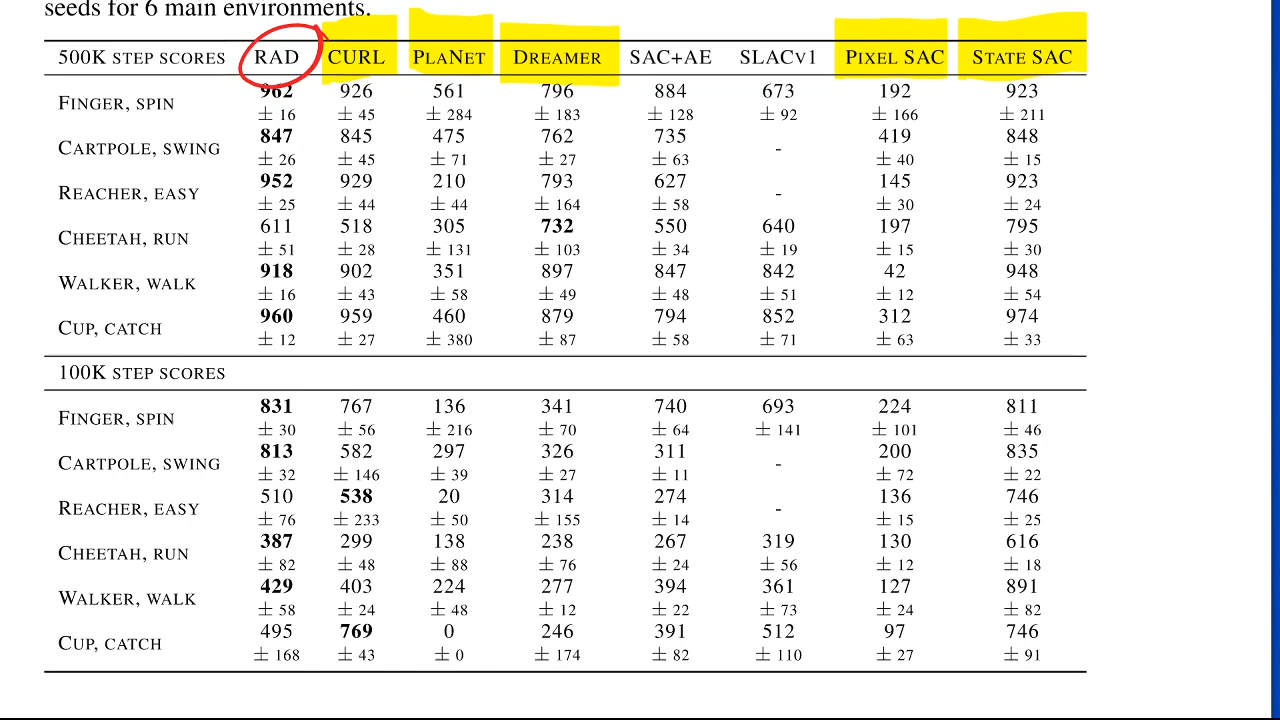 seeds for 6 main environments.
500K STEP SCORES RAD CURL PLANET DREAMER SAC+AE SLACV1 PIXEL SAC STATE SAC
FINGER, SPIN 962 ± 16 926 ± 45 561 ± 284 796 ± 183 884 ± 128 673 ± 92 192 ± 166 923 ± 211
CARTPOLE, SWING 847 ± 26 845 ± 45 475 ± 71 762 ± 27 735 ± 63 - 419 ± 40 848 ± 15
REACHER, EASY 952 ± 25 929 ± 44 210 ± 44 793 ± 164 627 ± 58 - 145 ± 30 923 ± 24
CHEETAH, RUN 611 ± 51 518 ± 28 305 ± 131 732 ± 103 550 ± 34 640 ± 19 197 ± 15 795 ± 30
WALKER, WALK 918 ± 16 902 ± 43 351 ± 58 897 ± 49 847 ± 48 842 ± 51 42 ± 12 948 ± 54
CUP, CATCH 960 ± 12 959 ± 27 460 ± 380 879 ± 87 794 ± 58 852 ± 71 312 ± 63 974 ± 33
100K STEP SCORES
FINGER, SPIN 831 ± 30 767 ± 56 136 ± 216 341 ± 70 740 ± 64 693 ± 141 224 ± 101 811 ± 46
CARTPOLE, SWING 813 ± 32 582 ± 146 297 ± 39 326 ± 27 311 ± 11 - 200 ± 72 835 ± 22
REACHER, EASY 510 ± 76 538 ± 233 20 ± 50 314 ± 155 274 ± 14 - 136 ± 15 746 ± 25
CHEETAH, RUN 387 ± 82 299 ± 48 138 ± 88 238 ± 76 267 ± 24 319 ± 56 130 ± 12 616 ± 18
WALKER, WALK 429 ± 58 403 ± 24 224 ± 48 277 ± 12 394 ± 22 361 ± 73 127 ± 24 891 ± 82
CUP, CATCH 495 ± 168 769 ± 43 0 ± 0 246 ± 174 391 ± 82 512 ± 110 97 ± 27 746 ± 91